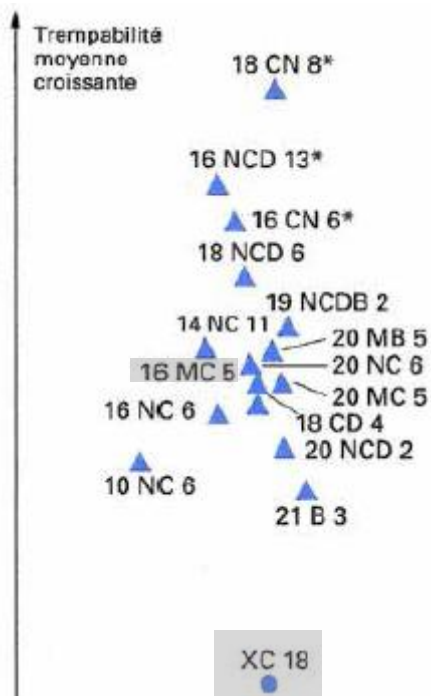 Trempabilité
moyenne
croissante
18 CN 8*
16 NCD 13*
16 CN 6*
18 NCD 6
19 NCDB 2
14 NC 11
20 MB 5
16 MC 5
20 NC 6
20 MC 5
16 NC 6
18 CD 4
20 NCD 2
10 NC 6
21 B 3
XC 18